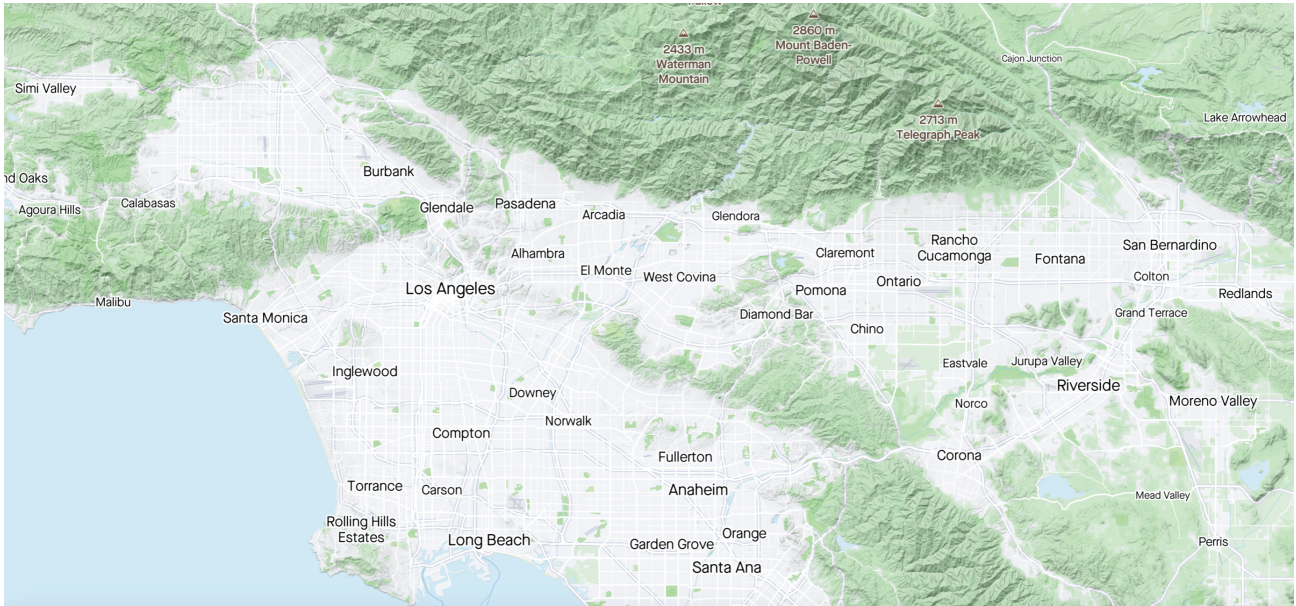 2860 m
Mount Baden-
Powell
2433 m
Waterman
Mountain
Cajon Junction
Simi Valley
2713 m
Telegraph Peak
Lake Arrowhead
Burbank
nd Oaks
Calabasas
Agoura Hills
Glendale
Pasadena
Arcadia
Glendora
Alhambra
Claremont
Rancho
Cucamonga
San Bernardino
Fontana
El Monte
West Covina
Ontario
Colton
Los Angeles
Pomona
Redlands
Malibu
Santa Monica
Diamond Bar
Grand Terrace
Chino
Inglewood
Eastvale
Jurupa Valley
Riverside
Downey
Norco
Moreno Valley
Norwalk
Compton
Fullerton
Corona
Torrance
Carson
Anaheim
Mead Valley
Rolling Hills
Estates
Long Beach
Garden Grove
Orange
Perris
Santa Ana